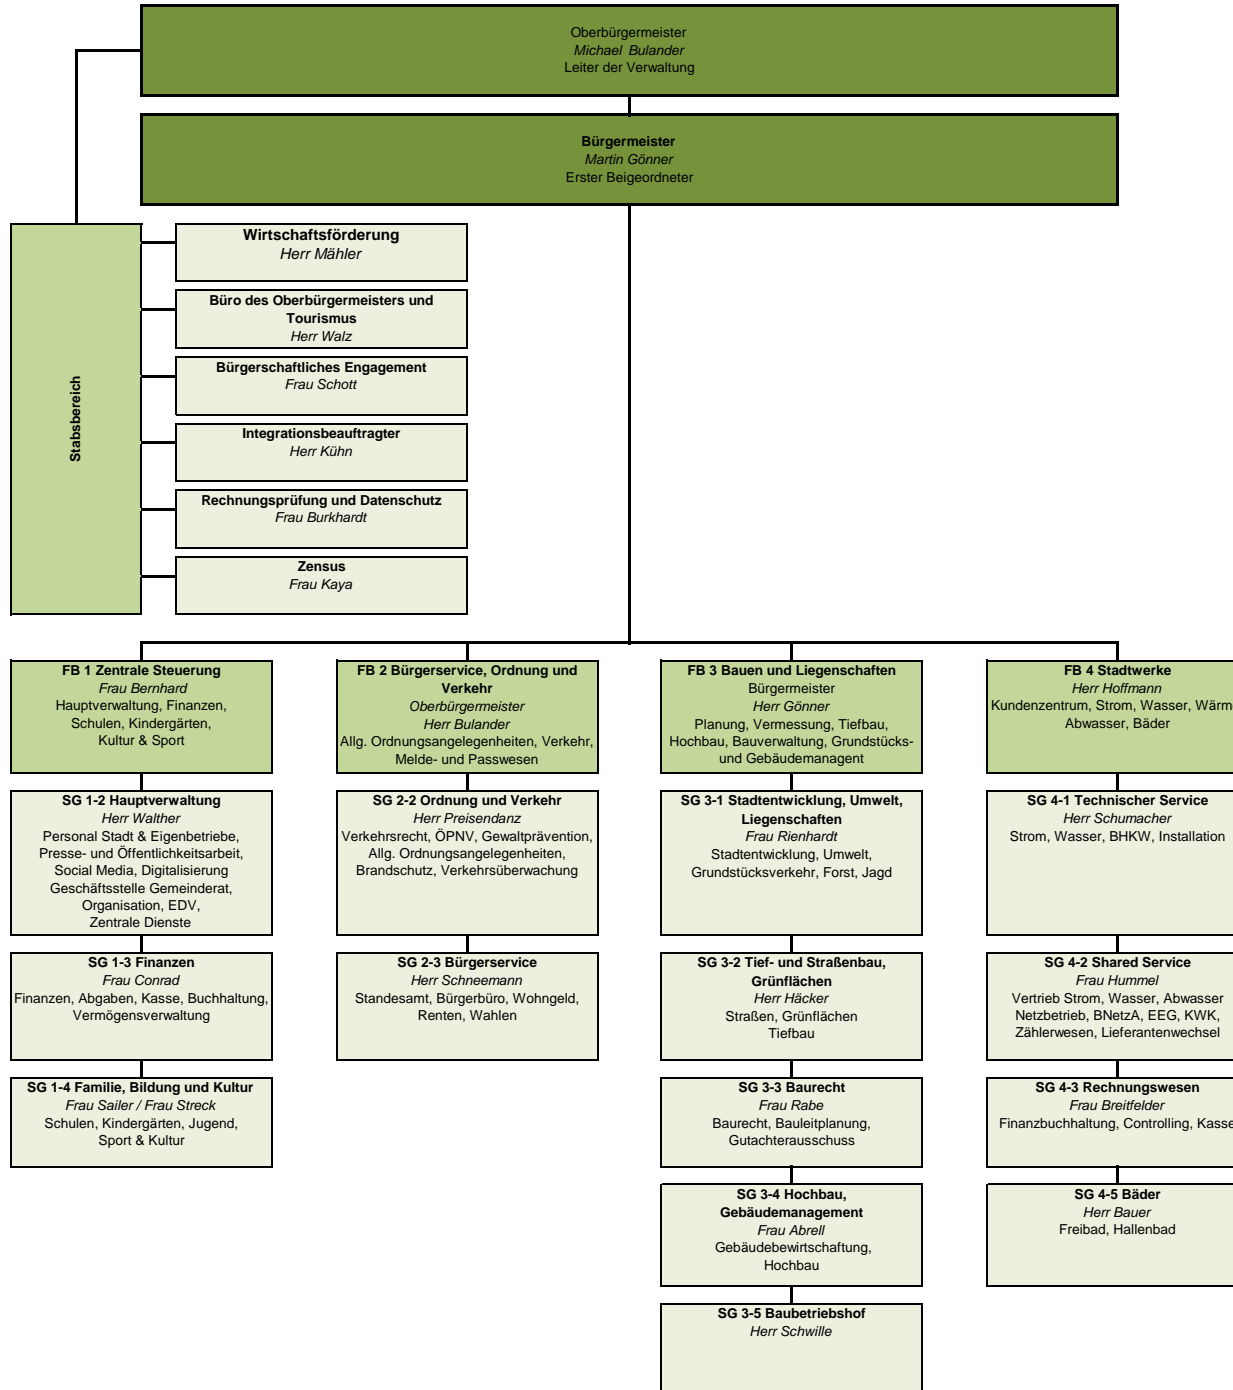 Oberbürgermeister
Michael Bulander
Leiter der Verwaltung
Bürgermeister
Martin Gönner
Erster Beigeordneter
Stabsbereich
Wirtschaftsförderung
Herr Mähler
Büro des Oberbürgermeisters und
Tourismus
Herr Walz
Bürgerschaftliches Engagement
Frau Schott
Integrationsbeauftragter
Herr Kühn
Rechnungsprüfung und Datenschutz
Frau Burkhardt
Zensus
Frau Kaya
FB 1 Zentrale Steuerung
Frau Bernhard
Hauptverwaltung, Finanzen,
Schulen, Kindergärten,
Kultur & Sport
SG 1-2 Hauptverwaltung
Herr Walther
Personal Stadt & Eigenbetriebe,
Presse- und Öffentlichkeitsarbeit,
Social Media, Digitalisierung
Geschäftsstelle Gemeinderat,
Organisation, EDV,
Zentrale Dienste
SG 1-3 Finanzen
Frau Conrad
Finanzen, Abgaben, Kasse, Buchhaltung,
Vermögensverwaltung
SG 1-4 Familie, Bildung und Kultur
Frau Sailer / Frau Streck
Schulen, Kindergärten, Jugend,
Sport & Kultur
FB 2 Bürgerservice, Ordnung und
Verkehr
Oberbürgermeister
Herr Bulander
Allg. Ordnungsangelegenheiten, Verkehr,
Melde- und Passwesen
SG 2-2 Ordnung und Verkehr
Herr Preisendanz
Verkehrsrecht, ÖPNV, Gewaltprävention,
Allg. Ordnungsangelegenheiten,
Brandschutz, Verkehrsüberwachung
SG 2-3 Bürgerservice
Herr Schneemann
Standesamt, Bürgerbüro, Wohngeld,
Renten, Wahlen
FB 3 Bauen und Liegenschaften
Bürgermeister
Herr Gönner
Planung, Vermessung, Tiefbau,
Hochbau, Bauverwaltung, Grundstücks-
und Gebäudemanagent
SG 3-1 Stadtentwicklung, Umwelt,
Liegenschaften
Frau Rienhardt
Stadtentwicklung, Umwelt,
Grundstücksverkehr, Forst, Jagd
SG 3-2 Tief- und Straßenbau,
Grünflächen
Herr Häcker
Straßen, Grünflächen
Tiefbau
SG 3-3 Baurecht
Frau Rabe
Baurecht, Bauleitplanung,
Gutachterausschuss
SG 3-4 Hochbau,
Gebäudemanagement
Frau Abrell
Gebäudebewirtschaftung,
Hochbau
SG 3-5 Baubetriebshof
Herr Schwille
FB 4 Stadtwerke
Herr Hoffmann
Kundenzentrum, Strom, Wasser, Wärm
Abwasser, Bäder
SG 4-1 Technischer Service
Herr Schumacher
Strom, Wasser, BHKW, Installation
SG 4-2 Shared Service
Frau Hummel
Vertrieb Strom, Wasser, Abwasser
Netzbetrieb, BNetzA, EEG, KWK,
Zählerwesen, Lieferantenwechsel
SG 4-3 Rechnungswesen
Frau Breitfelder
Finanzbuchhaltung, Controlling, Kasse
SG 4-5 Bäder
Herr Bauer
Freibad, Hallenbad